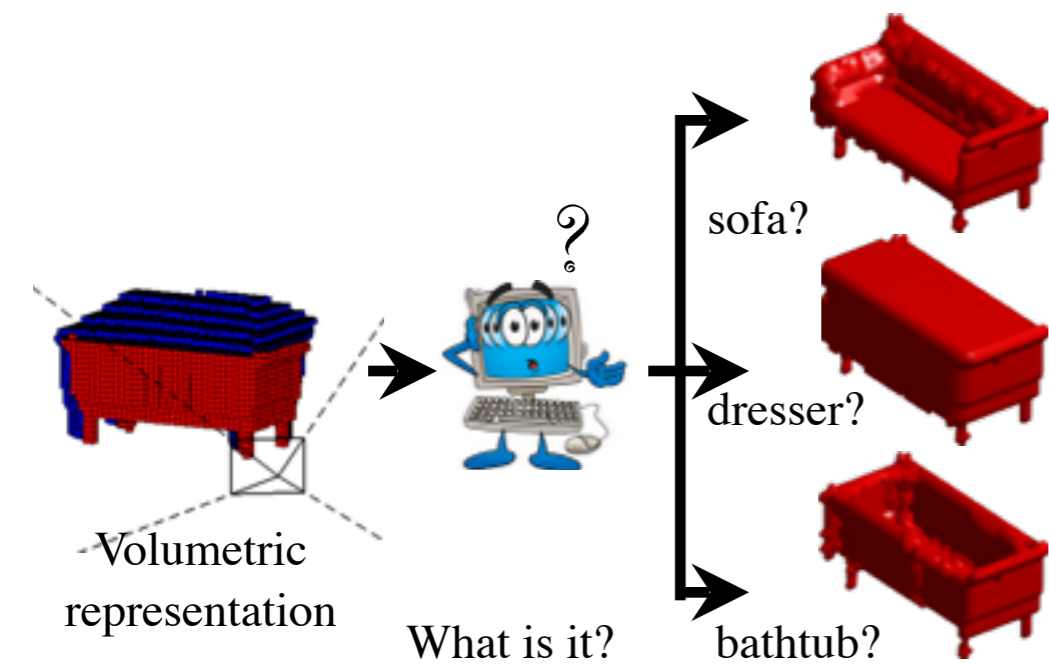 ?
sofa?
dresser?
Volumetric
representation
What is it?
bathtub?